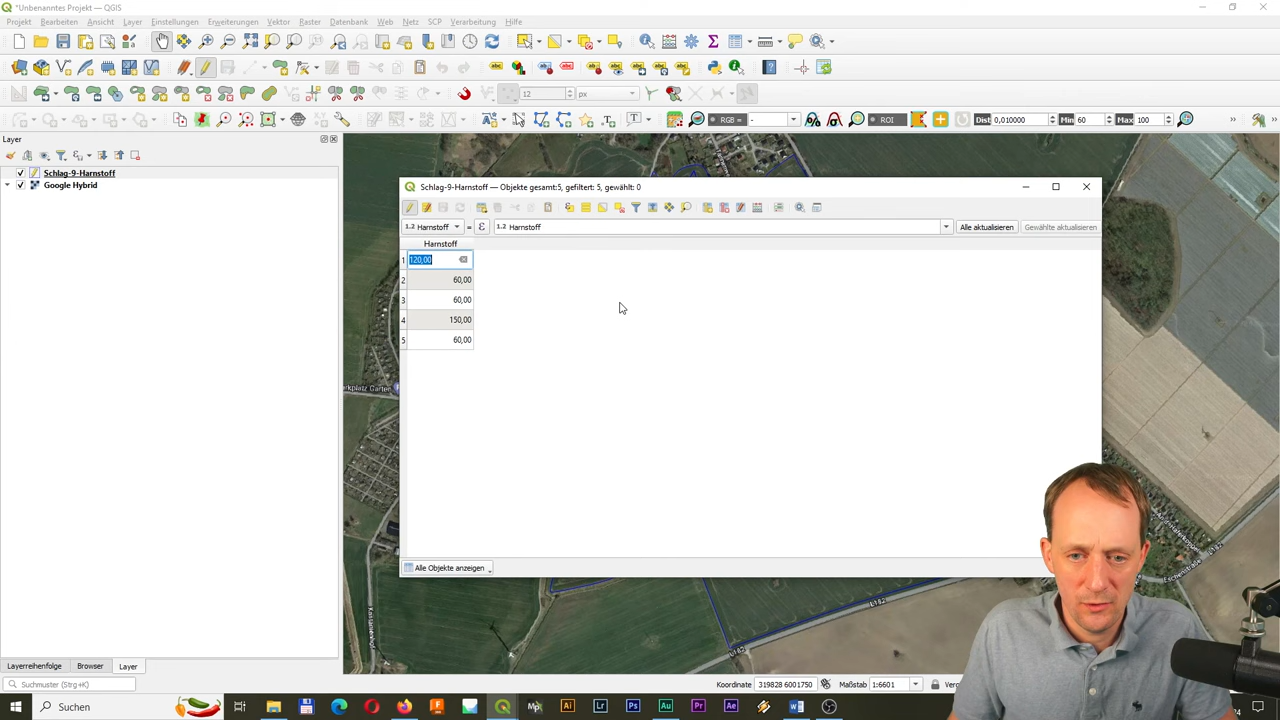 *Unbenanntes Projekt — QGIS
Projekt Bearbeiten Ansicht Layer Einstellungen Erweiterungen Vektor Raster Datenbank Web Netz SCP Verarbeitung Hilfe
12 px
RGB = - ROI Dist 0,010000 Min 60 Max 100
Layer
Schlag-9-Harnstoff
Google Hybrid
Schlag-9-Harnstoff — Objekte gesamt:5, gefiltert: 5, gewählt: 0
1.2 Harnstoff = ε 1.2 Harnstoff Alle aktualisieren Gewählte aktualisieren
Harnstoff
1 120,00
2 60,00
3 60,00
4 150,00
5 60,00
Alle Objekte anzeigen
L182
L182
L182
Kastanienhof
Layerreihenfolge Browser Layer
Suchmuster (Strg+K)
Koordinate 319828 6001750 Maßstab 1:6601
Suchen